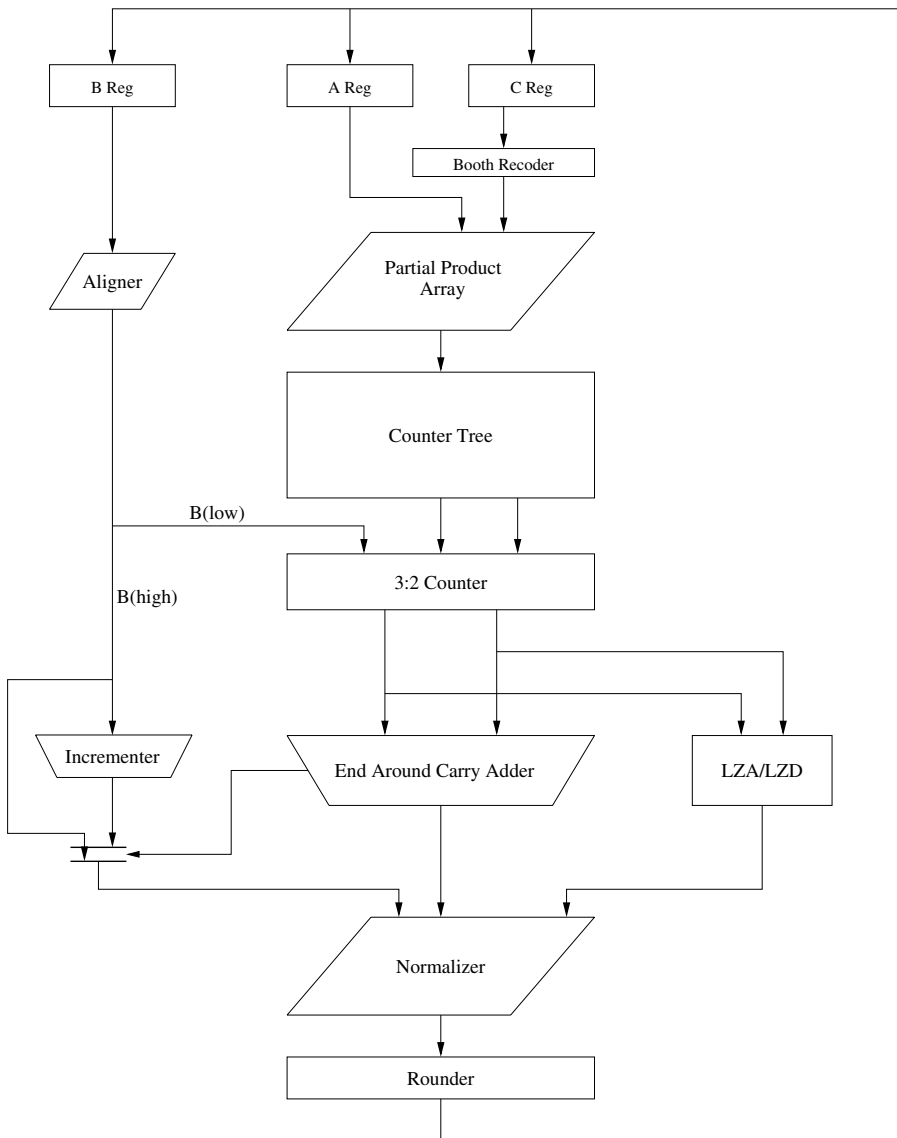 B Reg
A Reg
C Reg
Booth Recoder
Partial Product
Array
Aligner
Counter Tree
B(low)
3:2 Counter
B(high)
Incrementer
End Around Carry Adder
LZA/LZD
Normalizer
Rounder